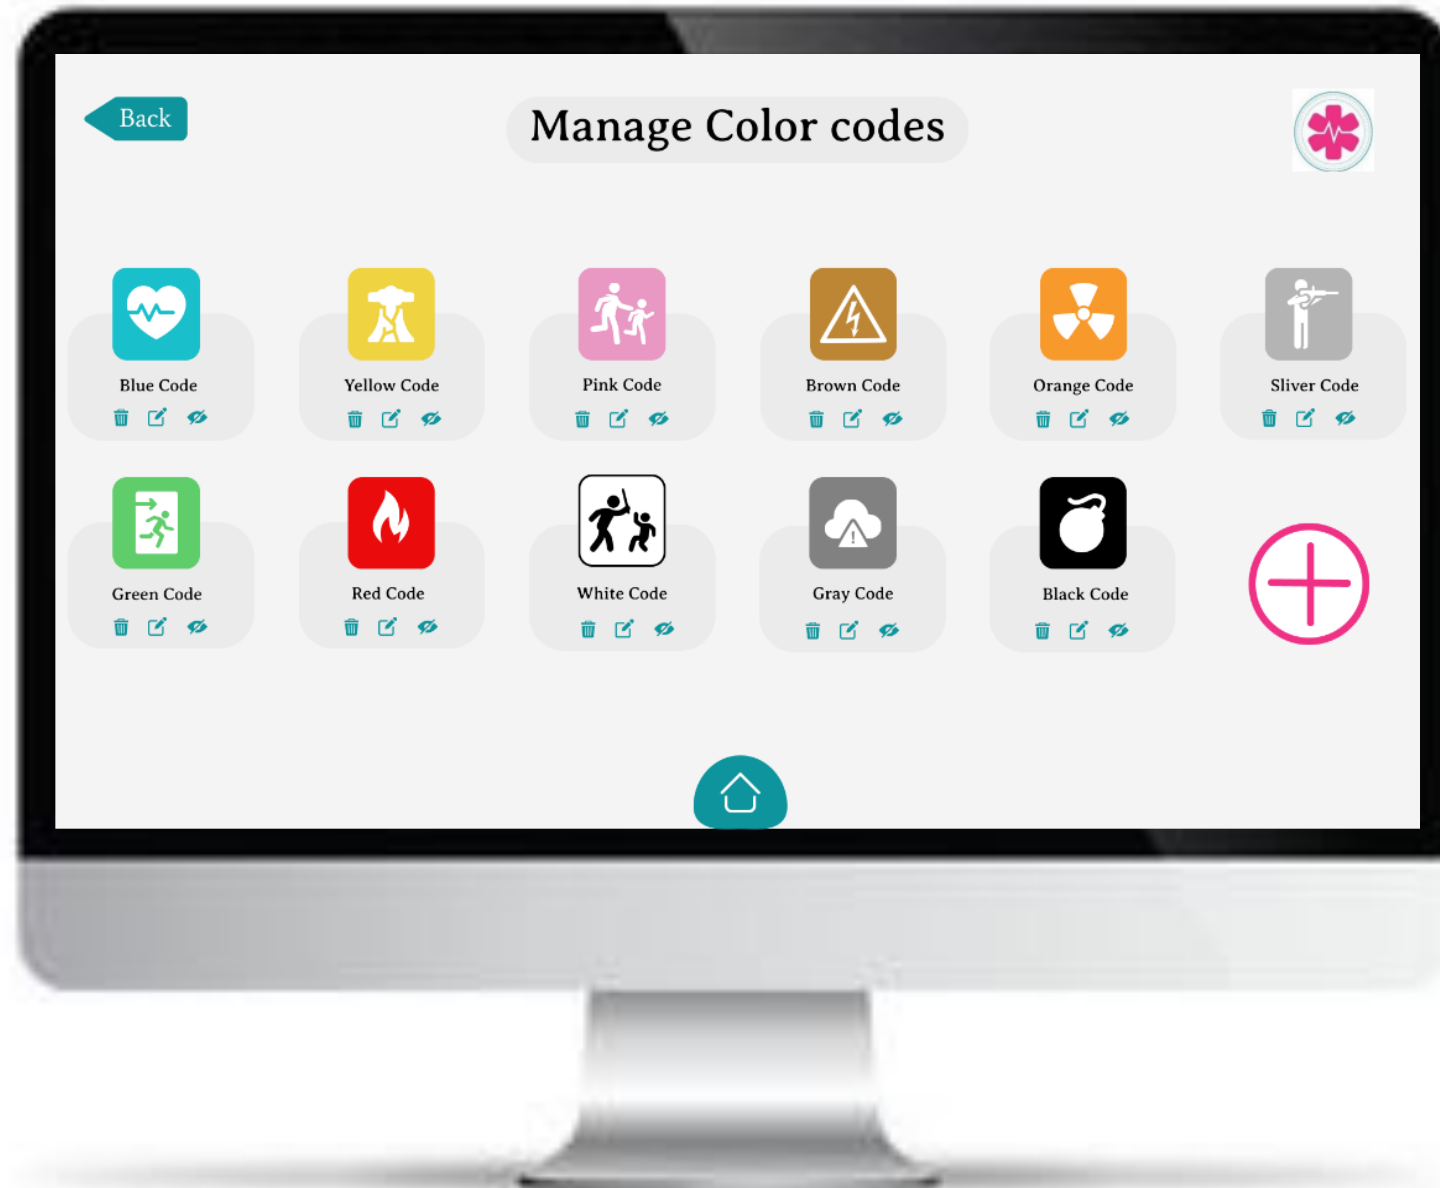 Back
Manage Color codes
Blue Code
Yellow Code
Pink Code
Brown Code
Orange Code
Sliver Code
Green Code
Red Code
White Code
Gray Code
Black Code